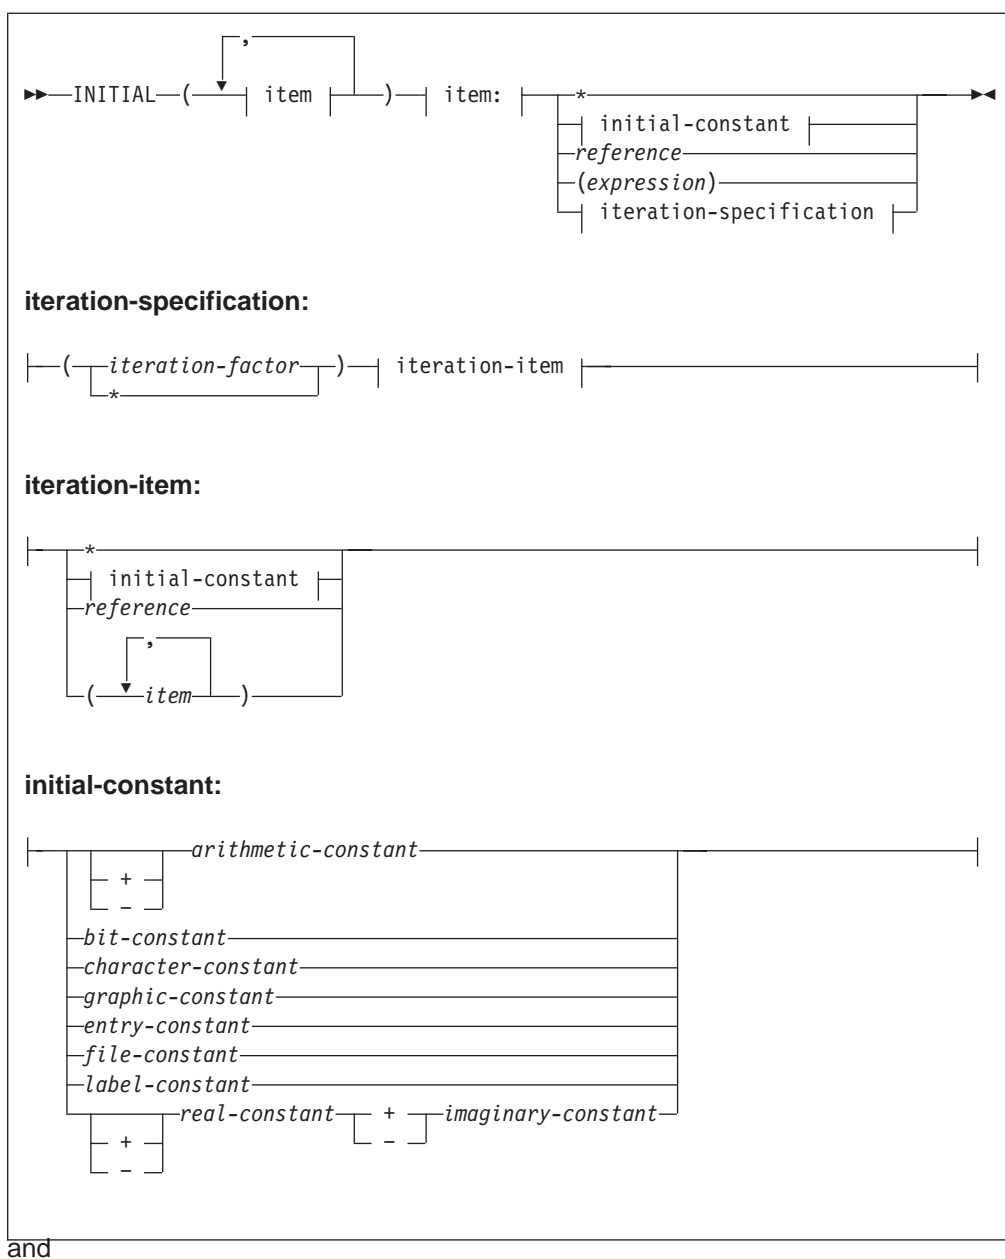 ,
INITIAL ( item ) item: *
initial-constant
reference
(expression)
iteration-specification
iteration-specification:
( iteration-factor ) iteration-item
*
iteration-item:
*
initial-constant
reference
,
( item )
initial-constant:
arithmetic-constant
+
-
bit-constant
character-constant
graphic-constant
entry-constant
file-constant
label-constant
real-constant + imaginary-constant
+ -
-
and